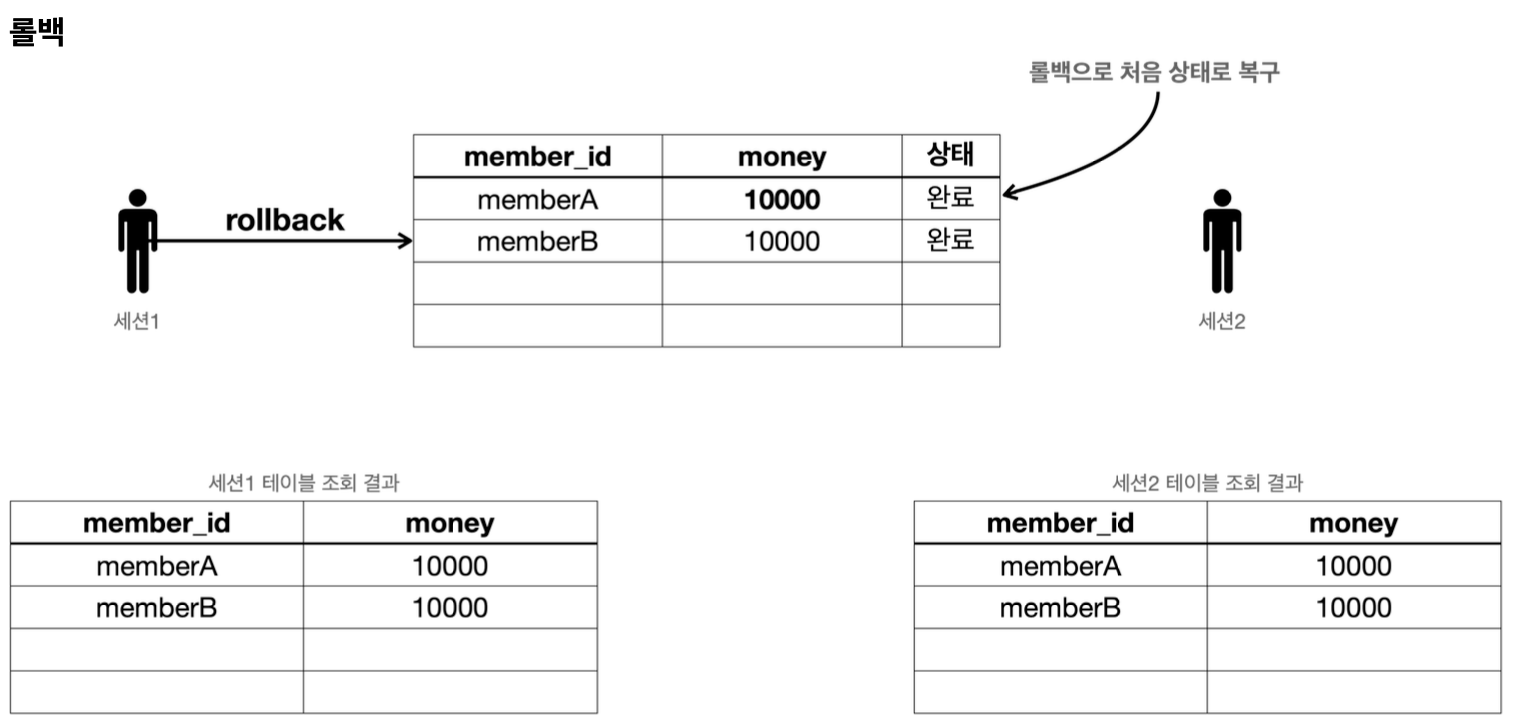 롤백
롤백으로 처음 상태로 복구
member_id money 상태
memberA 10000 완료
rollback
memberB 10000 완료
세션1
세션2
세션1 테이블 조회 결과
member_id money
memberA 10000
memberB 10000
세션2 테이블 조회 결과
member_id money
memberA 10000
memberB 10000